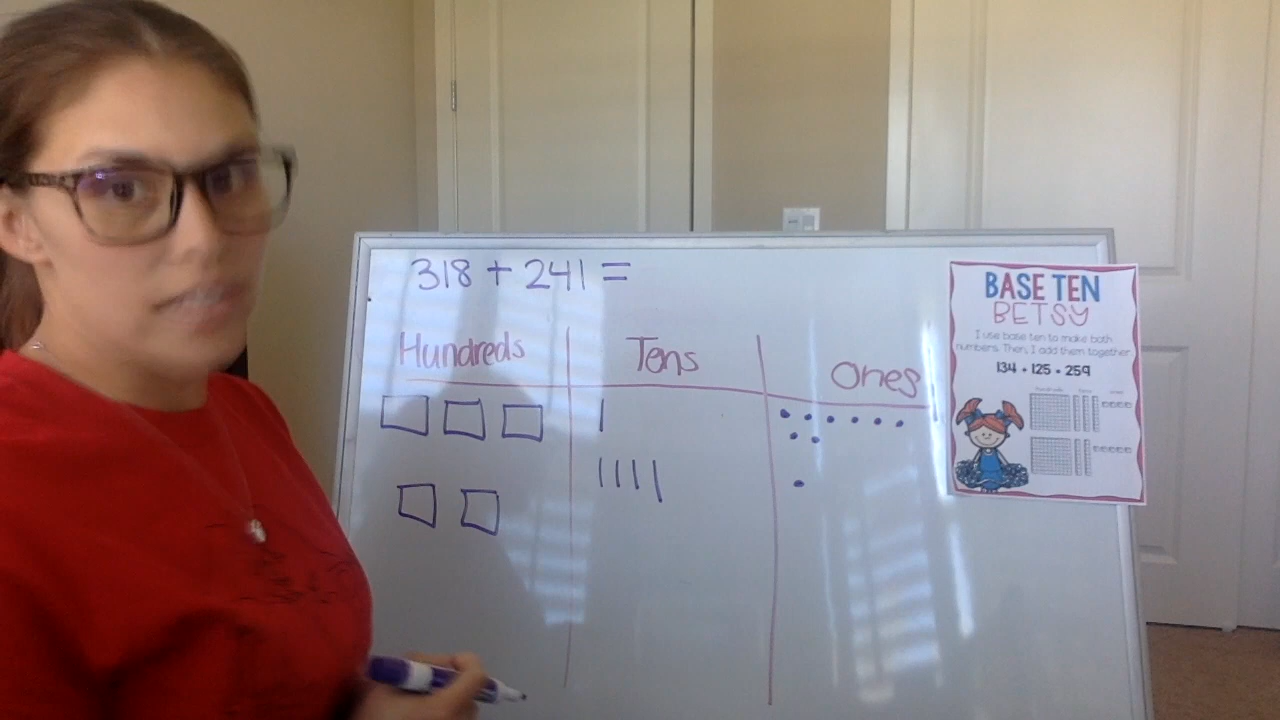 318 + 241 =
Hundreds Tens Ones
BASE TEN
BETSY
I use base ten to make both
numbers. Then, I add them together.
134 + 125 = 259